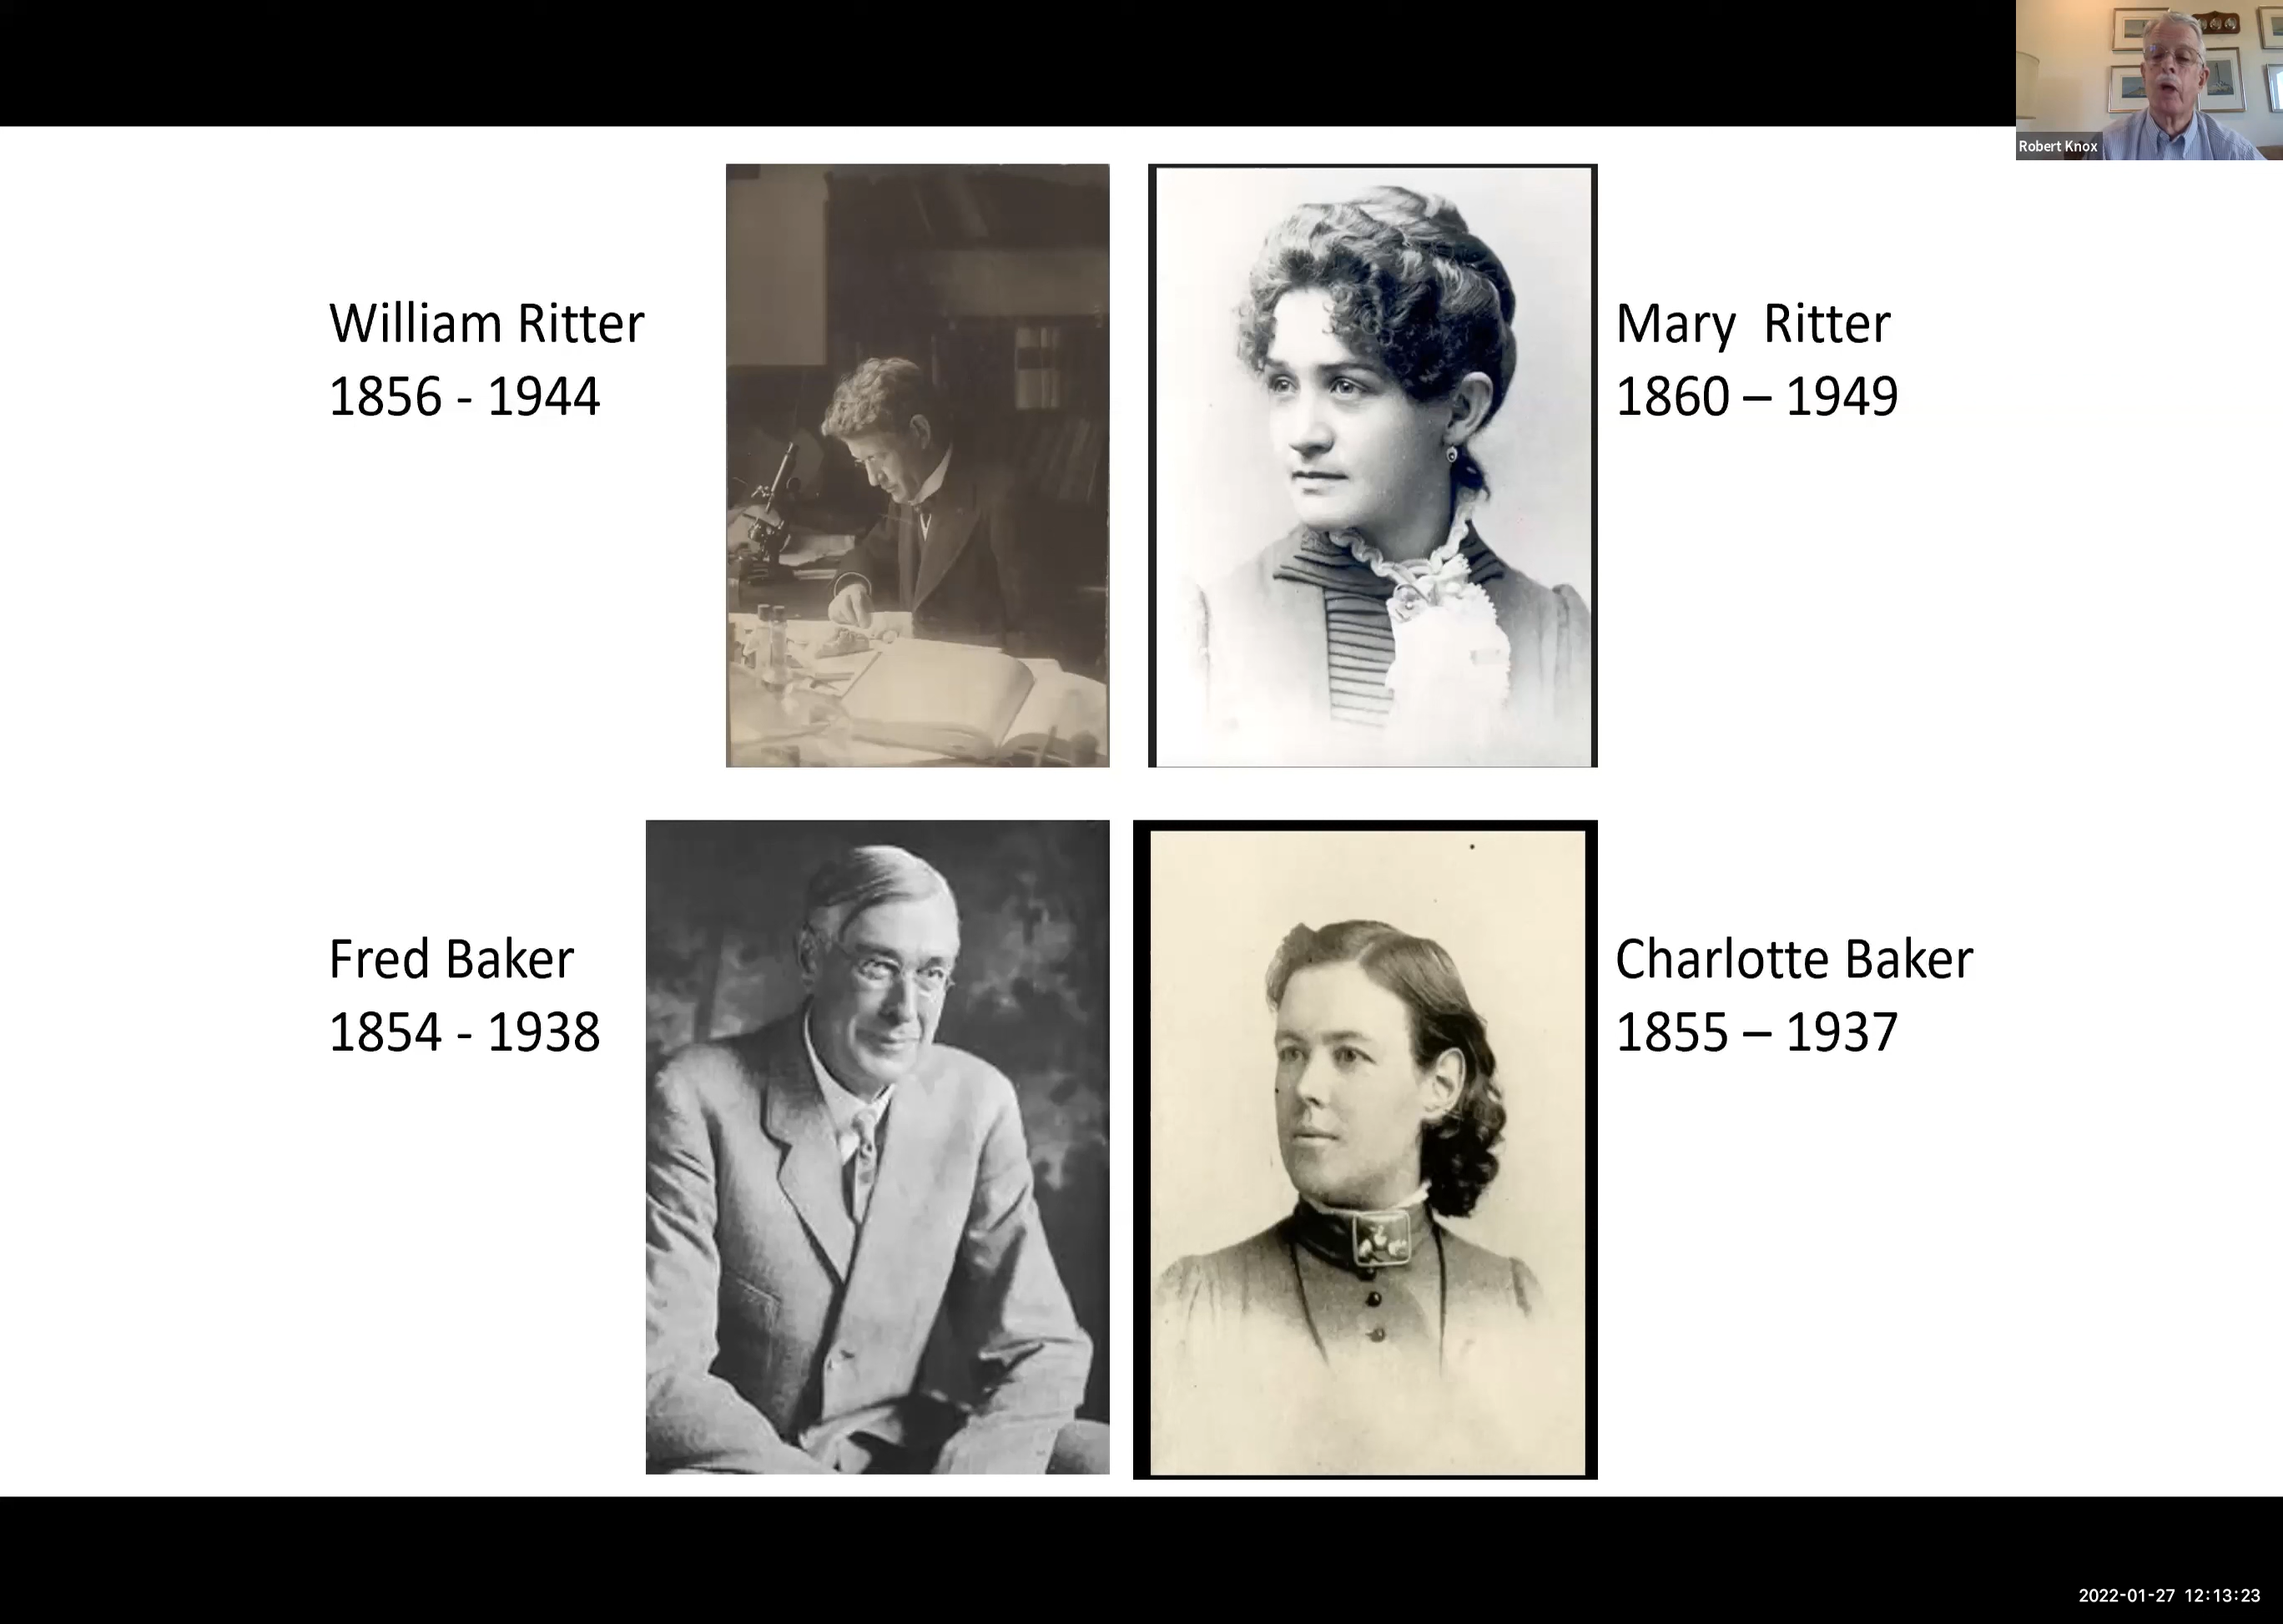 Robert Knox
William Ritter
1856 - 1944
Mary Ritter
1860 – 1949
Fred Baker
1854 - 1938
Charlotte Baker
1855 – 1937
2022-01-27 12:13:23